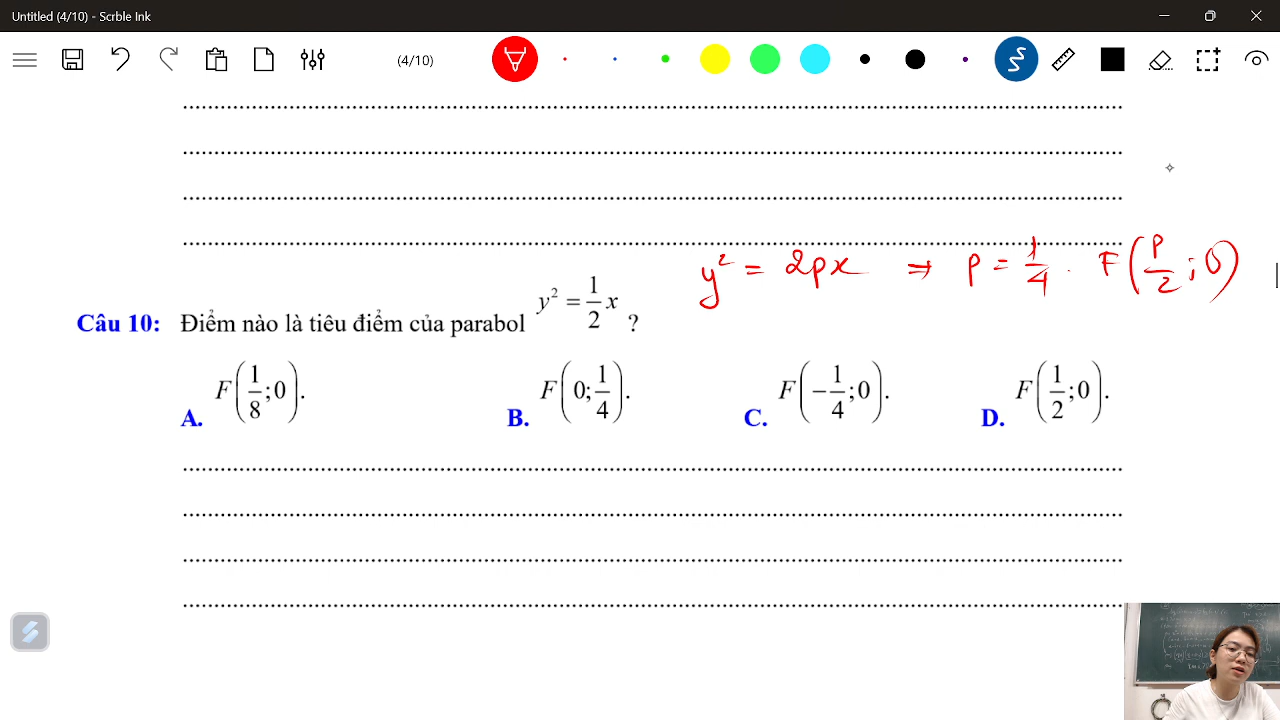 Untitled (4/10) - Scrble Ink
(4/10)
y² = 2px ⇒ p = 1/4 . F(p/2 ; 0)
Câu 10: Điểm nào là tiêu điểm của parabol y² = 1/2 x ?
A. F(1/8;0). B. F(0;1/4). C. F(-1/4;0). D. F(1/2;0).